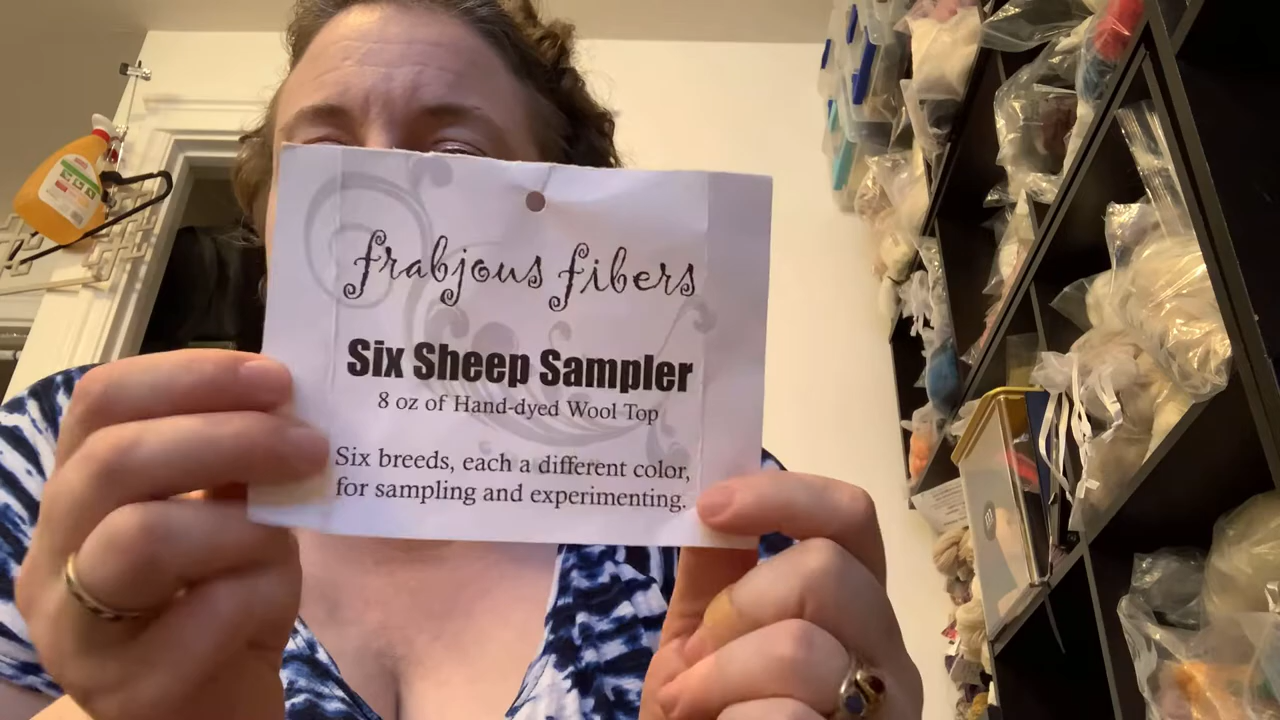 frabjous fibers
Six Sheep Sampler
8 oz of Hand-dyed Wool Top
Six breeds, each a different color,
for sampling and experimenting.